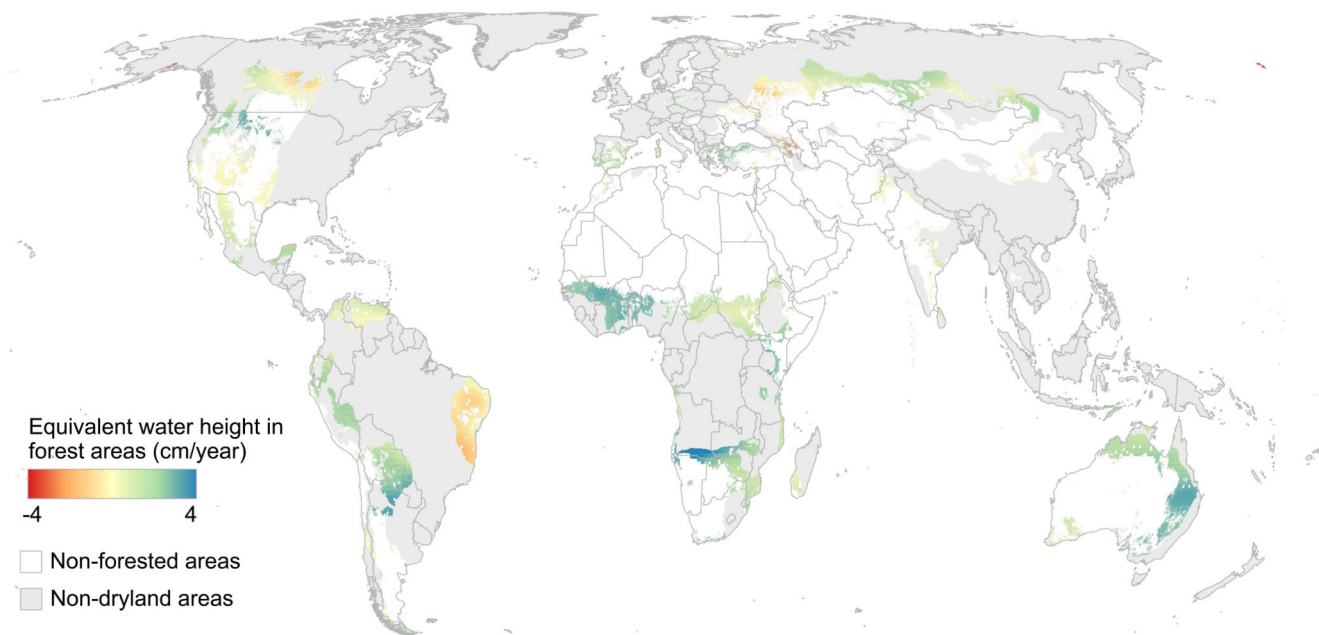 Equivalent water height in
forest areas (cm/year)
-4 4
Non-forested areas
Non-dryland areas